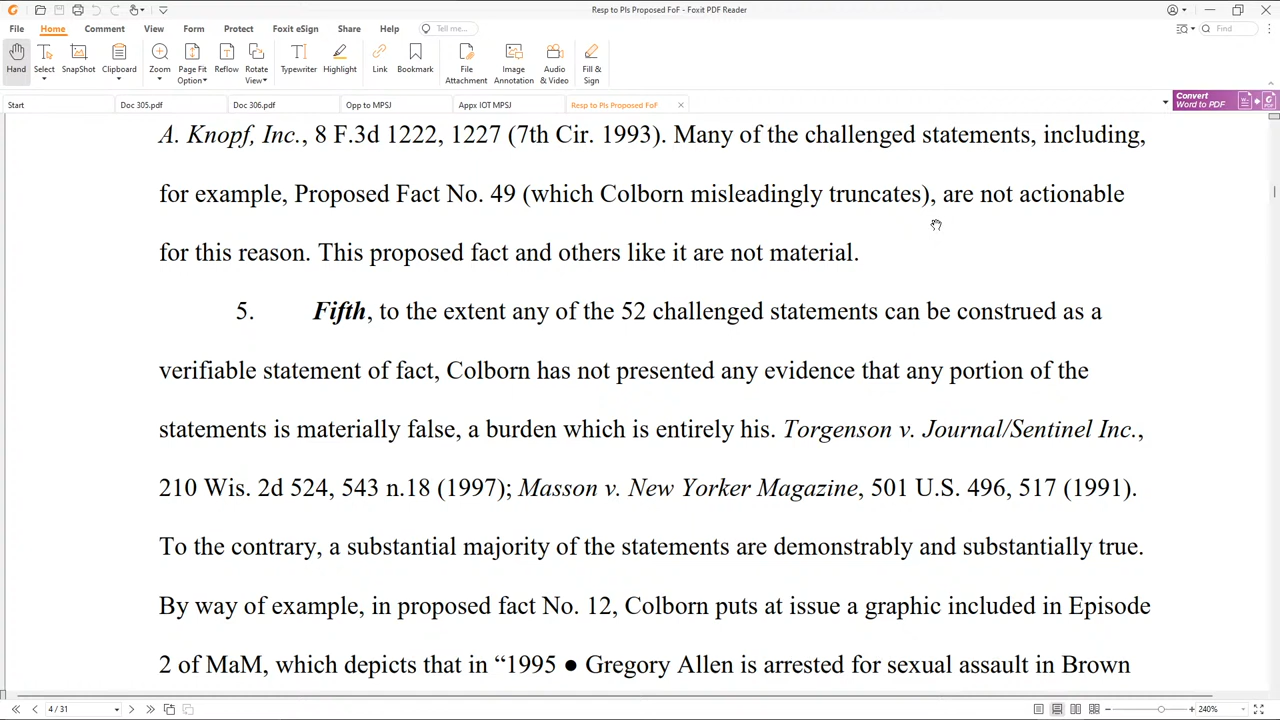 Resp to Pls Proposed FoF - Foxit PDF Reader
File Home Comment View Form Protect Foxit eSign Share Help Tell me... Find
Hand Select SnapShot Clipboard Zoom Page Fit Option Reflow Rotate View Typewriter Highlight Link Bookmark File Attachment Image Annotation Audio & Video Fill & Sign
Start Doc 305.pdf Doc 306.pdf Opp to MPSJ Appx IOT MPSJ Resp to Pls Proposed FoF Convert Word to PDF
A. Knopf, Inc., 8 F.3d 1222, 1227 (7th Cir. 1993). Many of the challenged statements, including,
for example, Proposed Fact No. 49 (which Colborn misleadingly truncates), are not actionable
for this reason. This proposed fact and others like it are not material.
5. Fifth, to the extent any of the 52 challenged statements can be construed as a
verifiable statement of fact, Colborn has not presented any evidence that any portion of the
statements is materially false, a burden which is entirely his. Torgenson v. Journal/Sentinel Inc.,
210 Wis. 2d 524, 543 n.18 (1997); Masson v. New Yorker Magazine, 501 U.S. 496, 517 (1991).
To the contrary, a substantial majority of the statements are demonstrably and substantially true.
By way of example, in proposed fact No. 12, Colborn puts at issue a graphic included in Episode
2 of MaM, which depicts that in “1995 ● Gregory Allen is arrested for sexual assault in Brown
4 / 31 240%